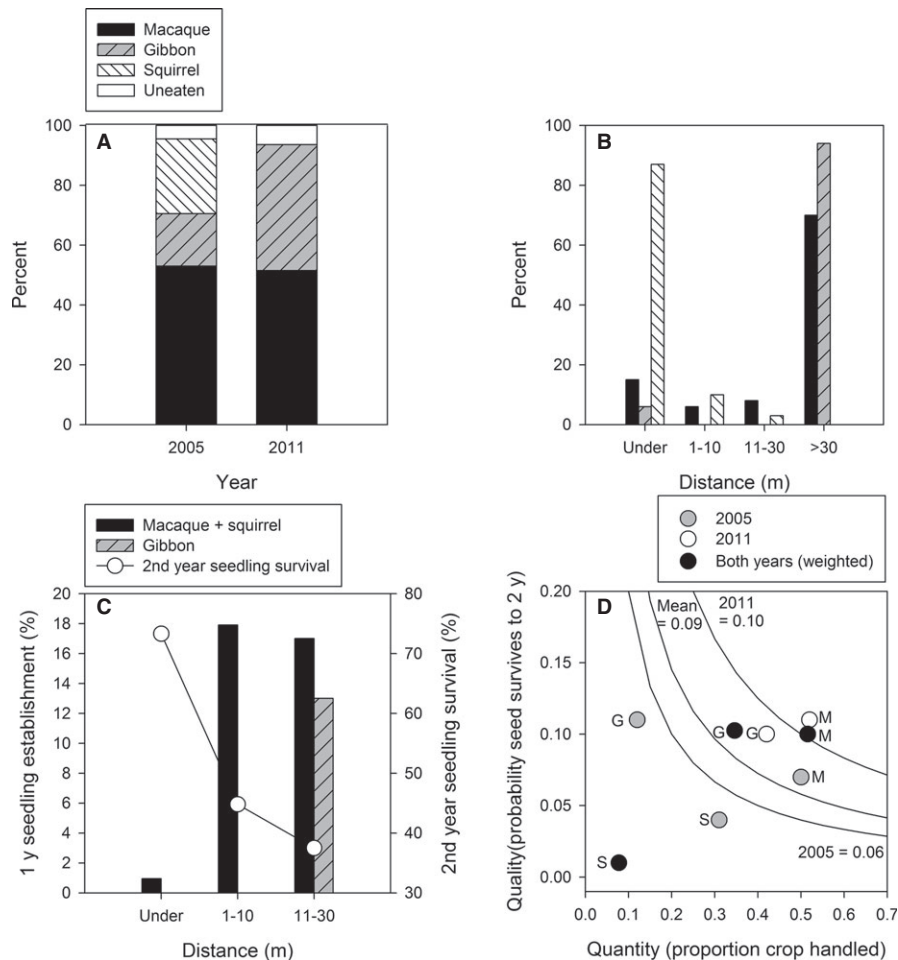 Macaque
Gibbon
Squirrel
Uneaten
A
100
80
60
40
20
0
Percent
2005
2011
Year
B
100
80
60
40
20
0
Percent
Under
1-10
11-30
>30
Distance (m)
Macaque + squirrel
Gibbon
2nd year seedling survival
C
20
18
16
14
12
10
8
6
4
2
0
1 y seedling establishment (%)
80
70
60
50
40
30
2nd year seedling survival (%)
Under
1-10
11-30
Distance (m)
2005
2011
Both years (weighted)
D
0.20
0.15
0.10
0.05
0.00
Quality(probability seed survives to 2 y)
Mean
= 0.09
2011
= 0.10
G
G
G
M
M
M
S
S
2005 = 0.06
0.0
0.1
0.2
0.3
0.4
0.5
0.6
0.7
Quantity (proportion crop handled)